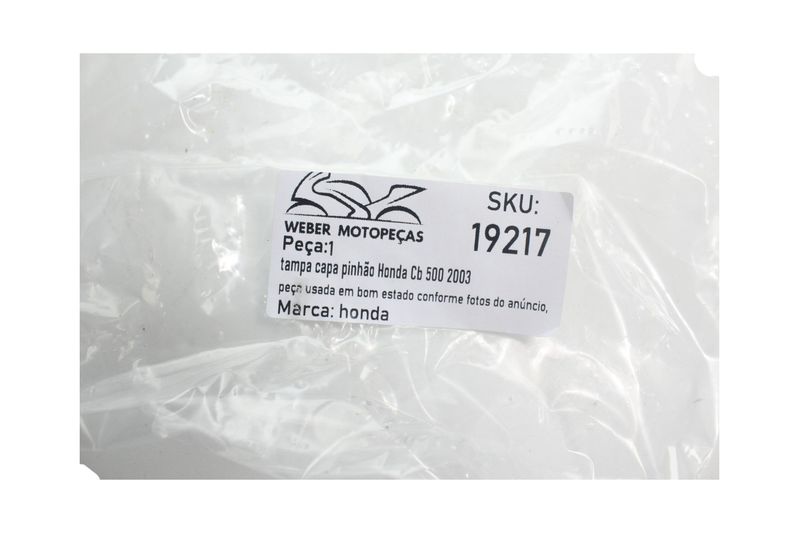 WEBER MOTOPEÇAS
SKU:
19217
Peça:1
tampa capa pinhão Honda Cb 500 2003
peça usada em bom estado conforme fotos do anúncio,
Marca: honda